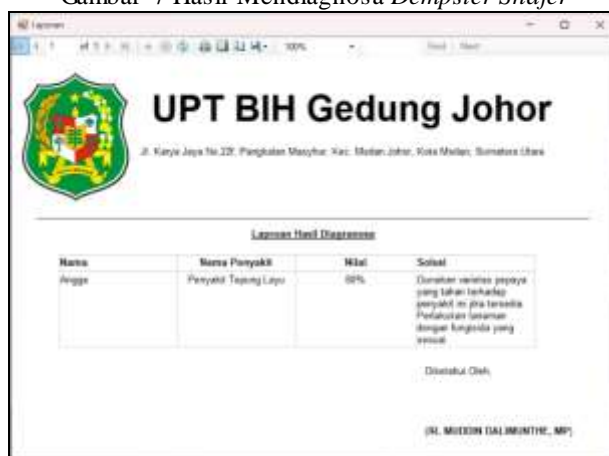 Gambar 7 Hasil Mendiagnosa Dempster Shafer
Laporan
100%
Find | Next
UPT BIH Gedung Johor
Jl. Karya Jaya No.22f, Pangkalan Masyhur, Kec. Medan Johor, Kota Medan, Sumatera Utara
Laporan Hasil Diagnosa
Nama Nama Penyakit Nilai Solusi
Angga Penyakit Tepung Layu 88% Gunakan varietas pepaya
yang tahan terhadap
penyakit ini jika tersedia.
Perlakukan tanaman
dengan fungisida yang
sesuai
Diketahui Oleh,
MUDDIN DALIMUNTHE, MP)